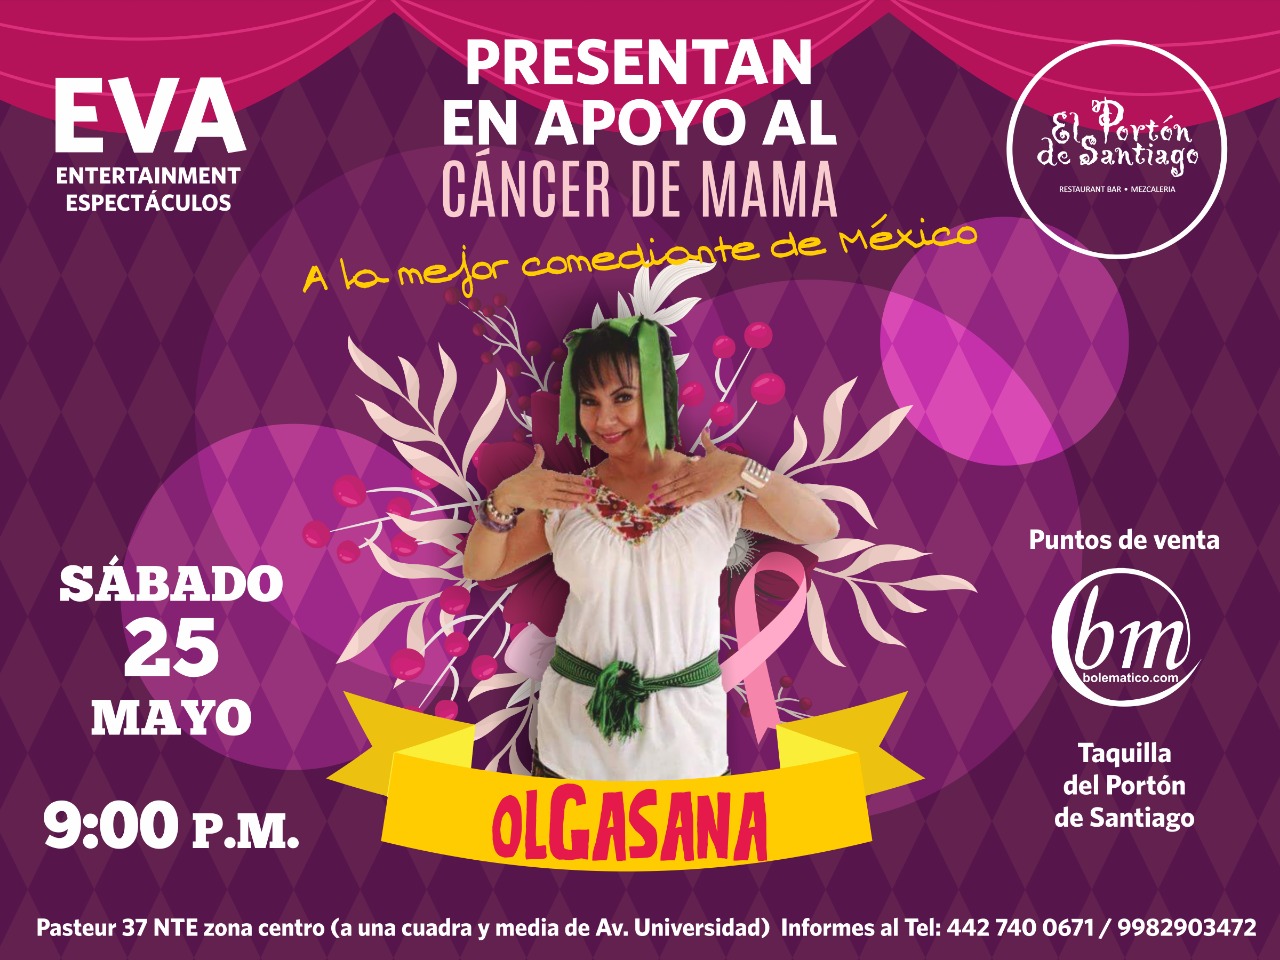 EVA
ENTERTAINMENT
ESPECTÁCULOS
PRESENTAN
EN APOYO AL
CÁNCER DE MAMA
A la mejor comediante de México
El Portón
de Santiago
RESTAURANT BAR • MEZCALERIA
SÁBADO
25
MAYO
9:00 P.M.
Puntos de venta
bm
bolematico.com
Taquilla
del Portón
de Santiago
OLGASANA
Pasteur 37 NTE zona centro (a una cuadra y media de Av. Universidad) Informes al Tel: 442 740 0671 / 9982903472